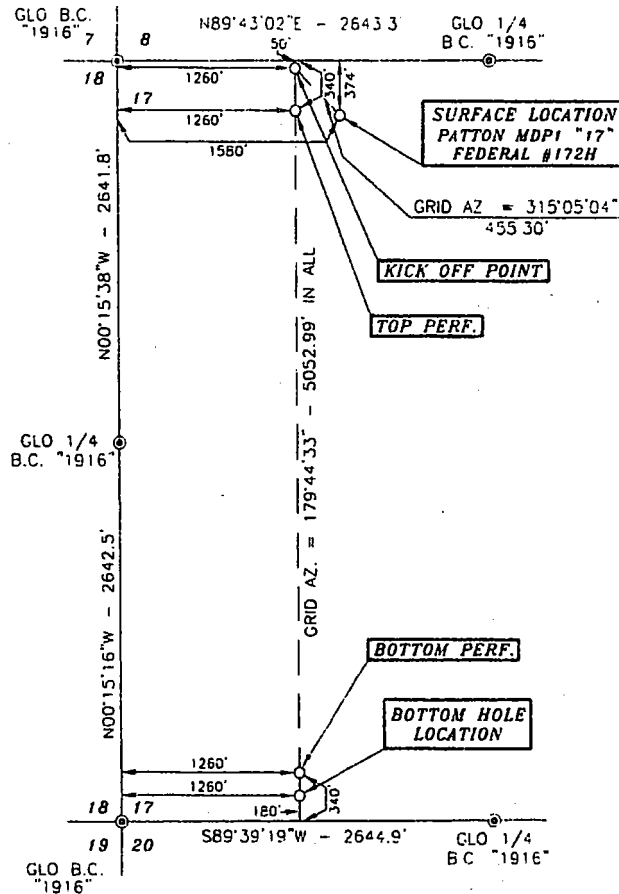 GLO B.C.
"1916"
7
8
N89°43'02"E - 2643.3'
GLO 1/4
B.C. "1916"
50'
18
1260'
340'
374'
17
1260'
1580'
SURFACE LOCATION
PATTON MDP1 "17"
FEDERAL #172H
GRID AZ = 315°05'04"
455.30'
KICK OFF POINT
TOP PERF.
N00°15'38"W - 2641.8'
GRID AZ. = 179°44'33" - 5052.99' IN ALL
GLO 1/4
B.C. "1916"
N00°15'16"W - 2642.5'
BOTTOM PERF.
BOTTOM HOLE
LOCATION
1260'
1260'
340'
180'
18
17
S89°39'19"W - 2644.9'
19
20
GLO B.C.
"1916"
GLO 1/4
B C "1916"